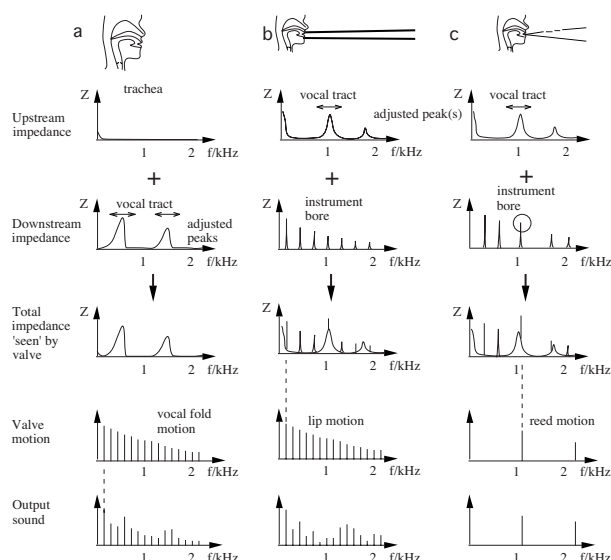 a
b
c
trachea
Upstream
impedance
Z
1
2
f/kHz
Z
vocal tract
1
2
f/kHz
adjusted peak(s)
Z
vocal tract
1
2
+
+
+
Downstream
impedance
Z
vocal tract
adjusted
peaks
1
2
f/kHz
Z
instrument
bore
1
2
f/kHz
Z
instrument
bore
1
2
f/kHz
Total
impedance
'seen' by
valve
Z
1
2
f/kHz
Z
1
2
f/kHz
Z
1
2
f/kHz
Valve
motion
vocal fold
motion
1
2
f/kHz
lip motion
1
2
f/kHz
reed motion
1
2
f/kHz
Output
sound
1
2
f/kHz
1
2
f/kHz
1
2
f/kHz